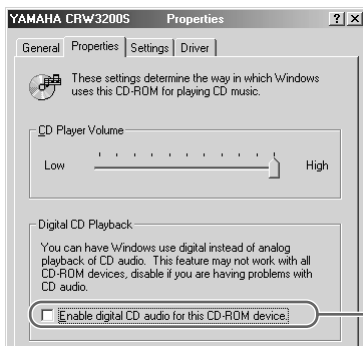 YAMAHA CRW3200S Properties
General Properties Settings Driver
These settings determine the way in which Windows
uses this CD-ROM for playing CD music.
CD Player Volume
Low High
Digital CD Playback
You can have Windows use digital instead of analog
playback of CD audio. This feature may not work with all
CD-ROM devices, disable if you are having problems with
CD audio.
Enable digital CD audio for this CD-ROM device.